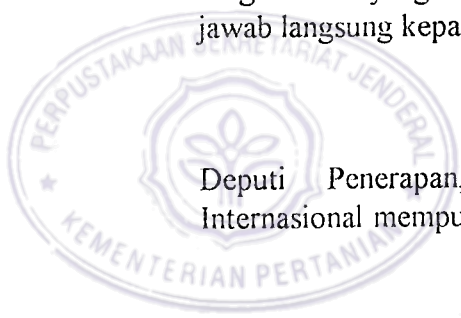 jawab langsung kepa
PERPUSTAKAAN SEKRETARIAT JENDERAL
Deputi Penerapan,
Internasional mempu
KEMENTERIAN PERTANIAN